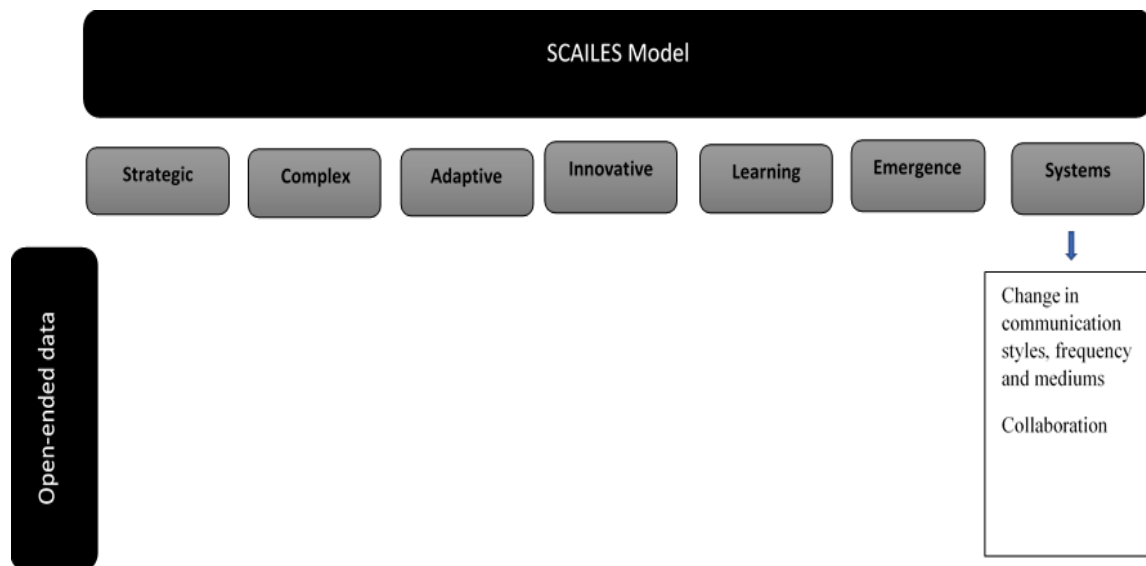 SCAILES Model
Strategic
Complex
Adaptive
Innovative
Learning
Emergence
Systems
Open-ended data
Change in
communication
styles, frequency
and mediums
Collaboration